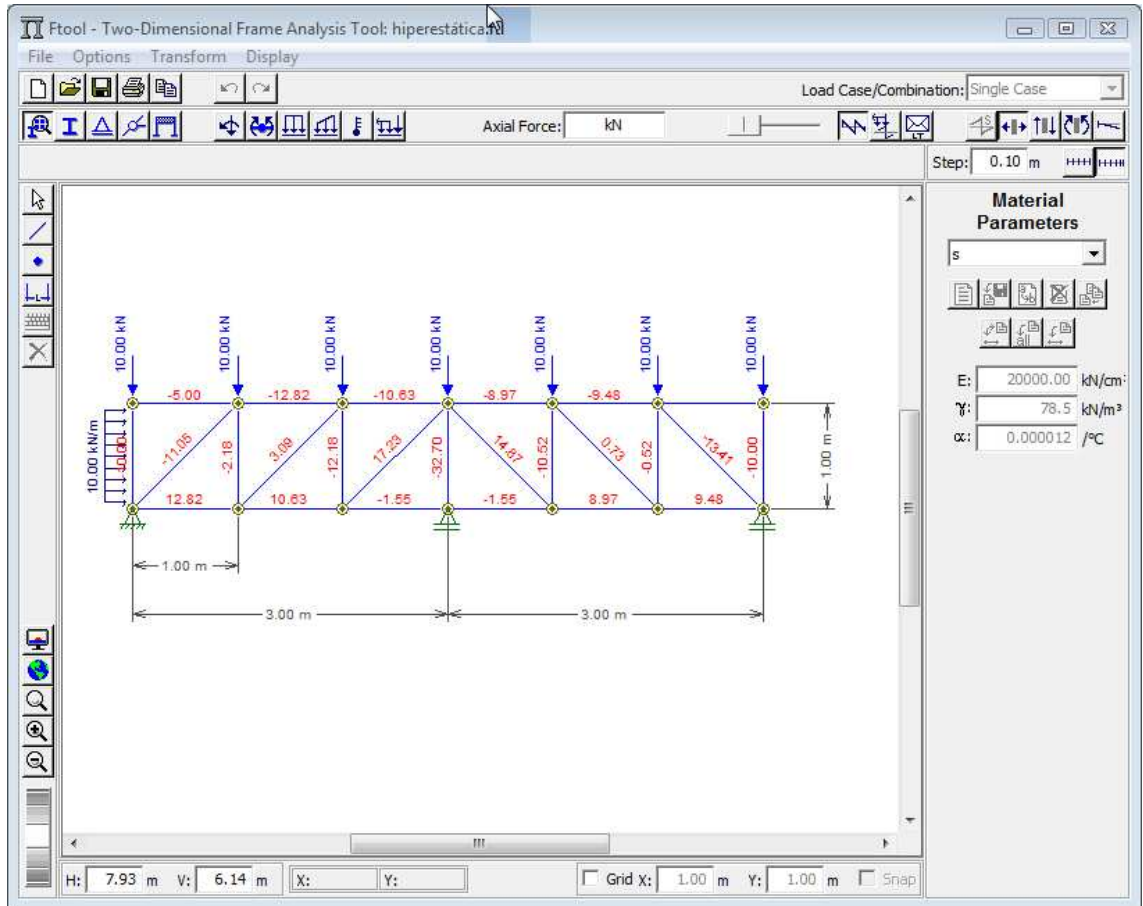 Ftool - Two-Dimensional Frame Analysis Tool: hiperestática.ftl
File Options Transform Display
Load Case/Combination: Single Case
Axial Force: kN
Step: 0.10 m
Material
Parameters
s
E: 20000.00 kN/cm²
γ: 78.5 kN/m³
α: 0.000012 /°C
10.00 kN 10.00 kN 10.00 kN 10.00 kN 10.00 kN 10.00 kN 10.00 kN
-5.00 -12.82 -10.63 -8.97 -9.48
10.00 kN/m
-11.05 -2.18 3.09 -12.18 17.23 -32.70 14.87 -10.52 0.73 -0.52 -13.41 -10.00
1.00 m
12.82 10.63 -1.55 -1.55 8.97 9.48
1.00 m
3.00 m 3.00 m
H: 7.93 m V: 6.14 m X: Y: Grid X: 1.00 m Y: 1.00 m Snap